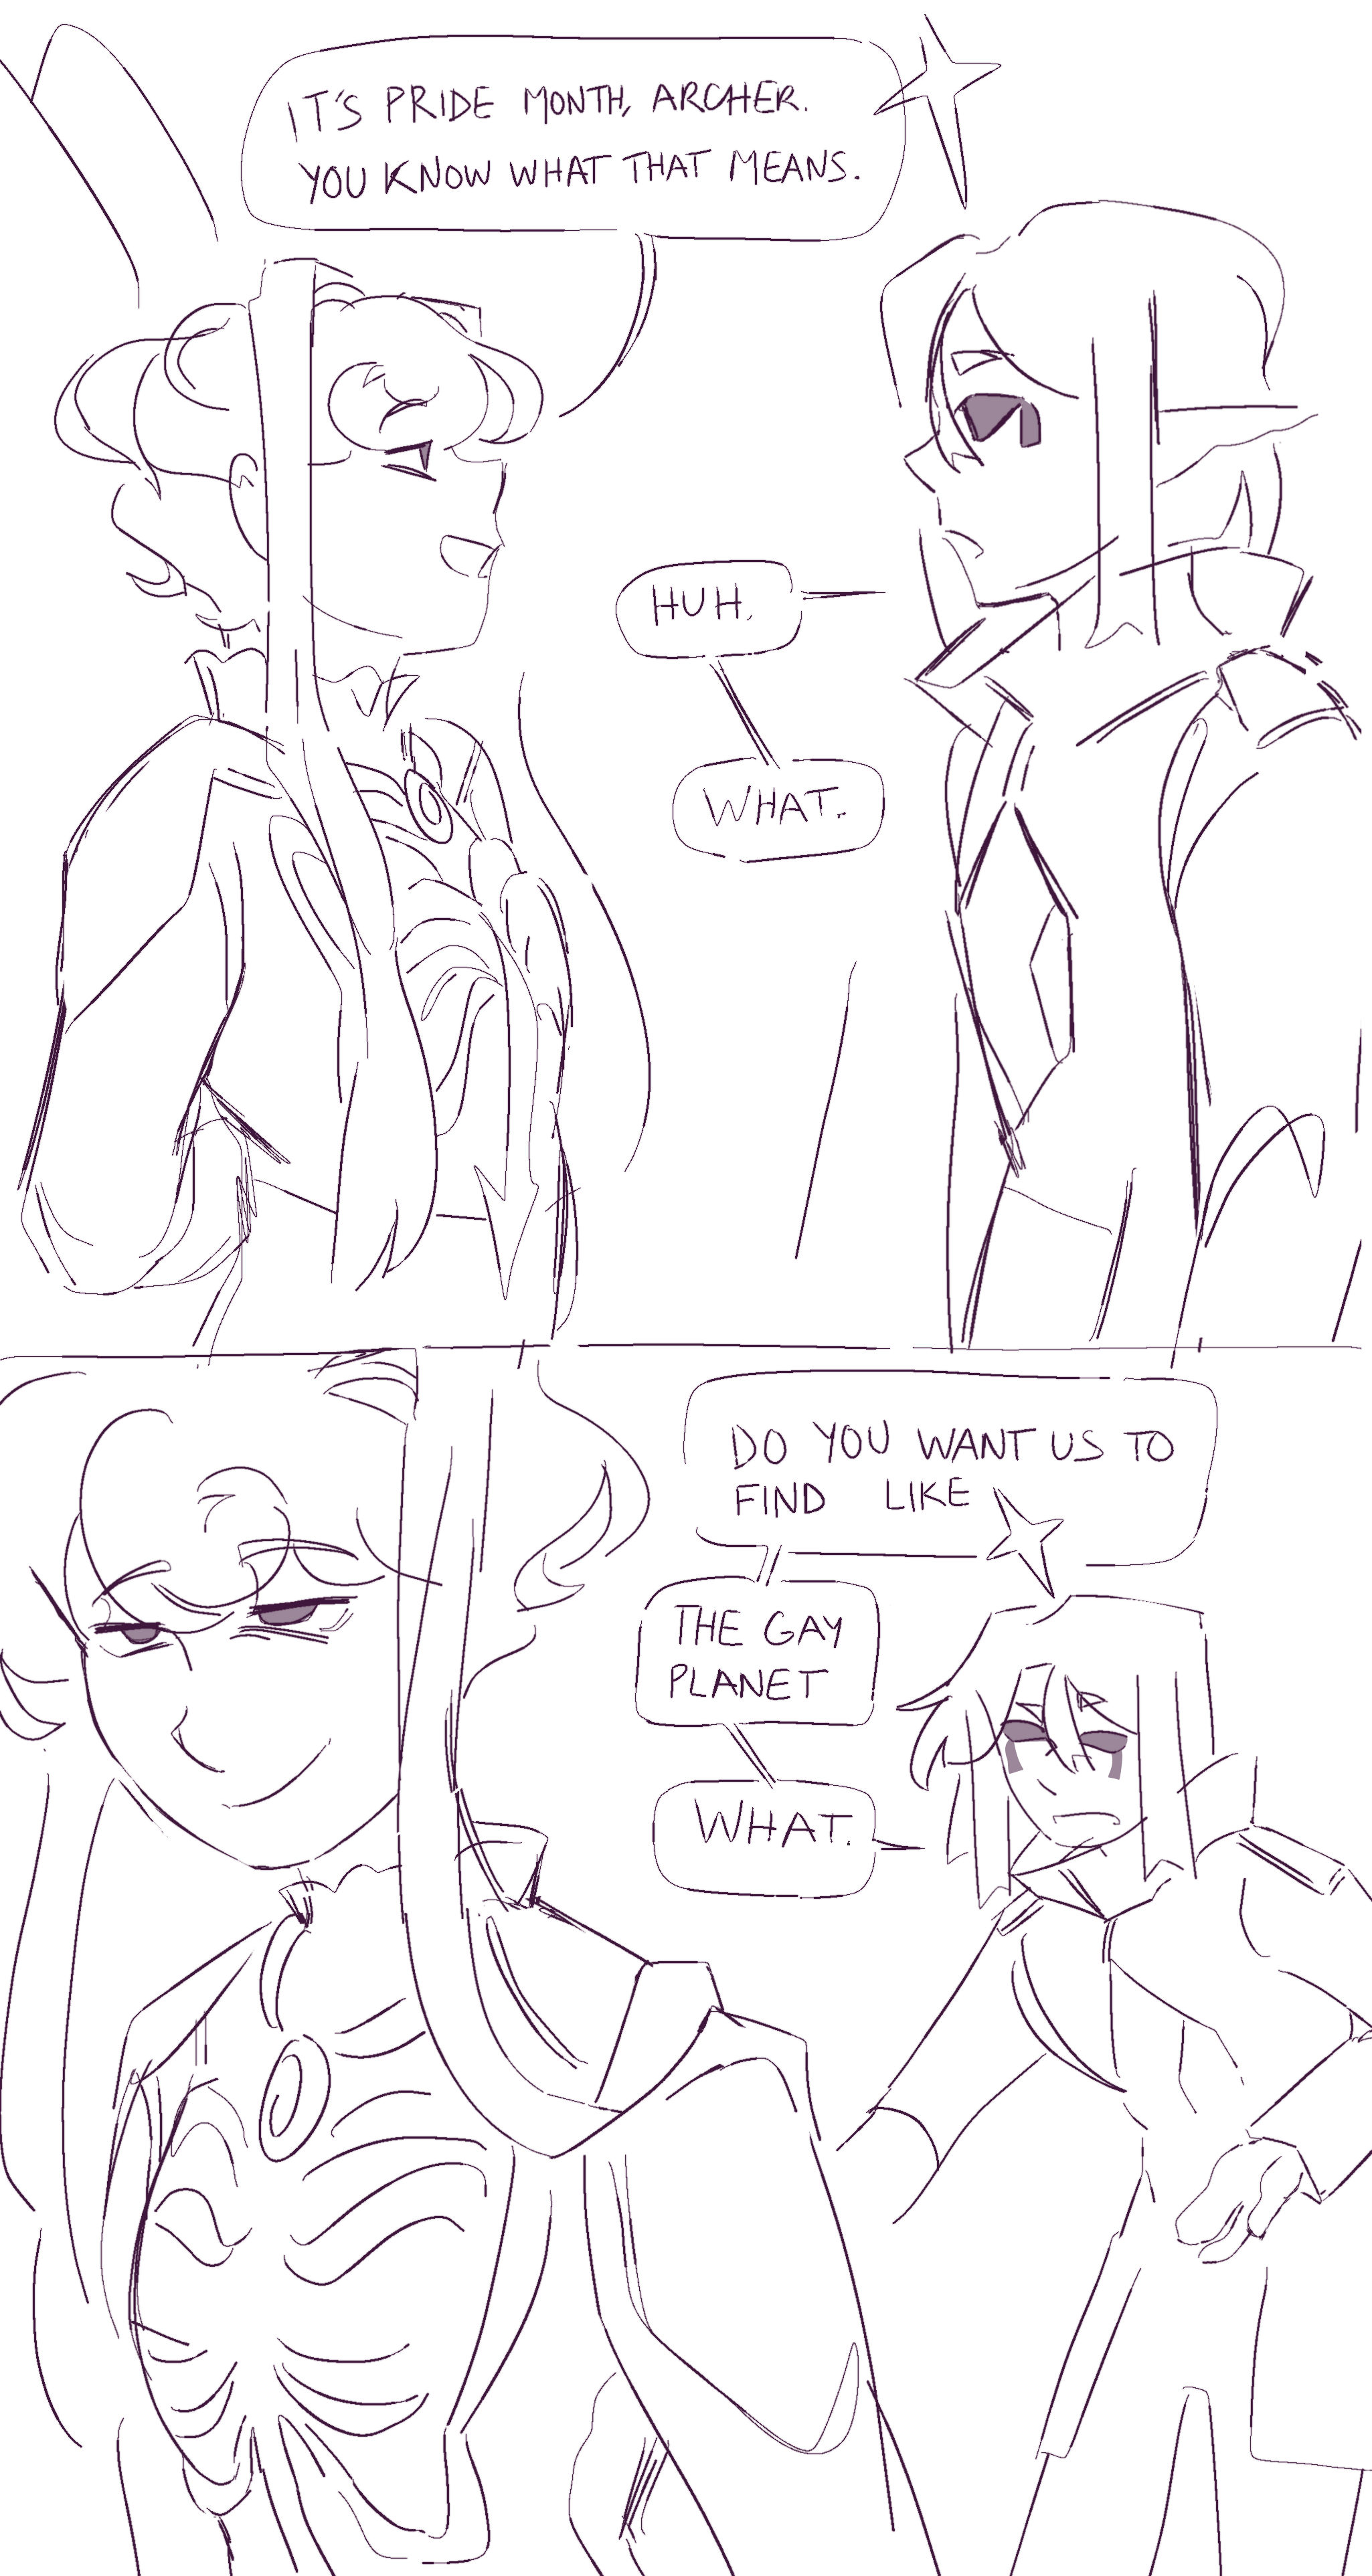 IT'S PRIDE MONTH, ARCHER.
YOU KNOW WHAT THAT MEANS.
HUH.
WHAT.
DO YOU WANT US TO
FIND LIKE
THE GAY
PLANET
WHAT.